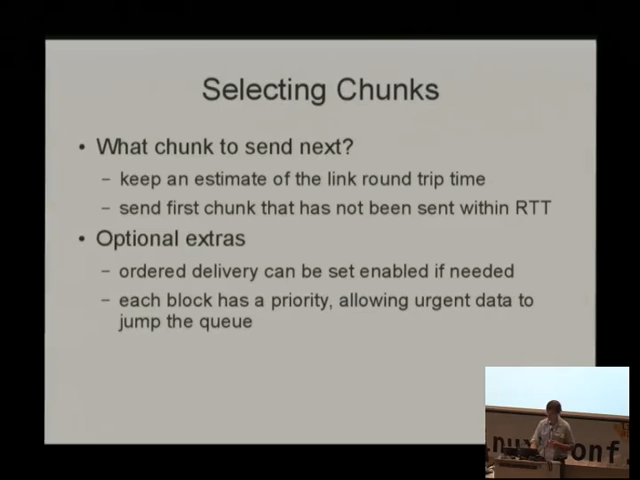 Selecting Chunks
• What chunk to send next?
– keep an estimate of the link round trip time
– send first chunk that has not been sent within RTT
• Optional extras
– ordered delivery can be set enabled if needed
– each block has a priority, allowing urgent data to
jump the queue